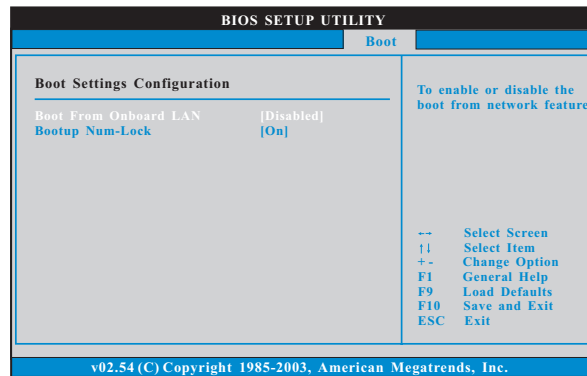 BIOS SETUP UTILITY
Boot
Boot Settings Configuration
Boot From Onboard LAN [Disabled]
Bootup Num-Lock [On]
To enable or disable the
boot from network feature
←→ Select Screen
↑↓ Select Item
+ - Change Option
F1 General Help
F9 Load Defaults
F10 Save and Exit
ESC Exit
v02.54 (C) Copyright 1985-2003, American Megatrends, Inc.